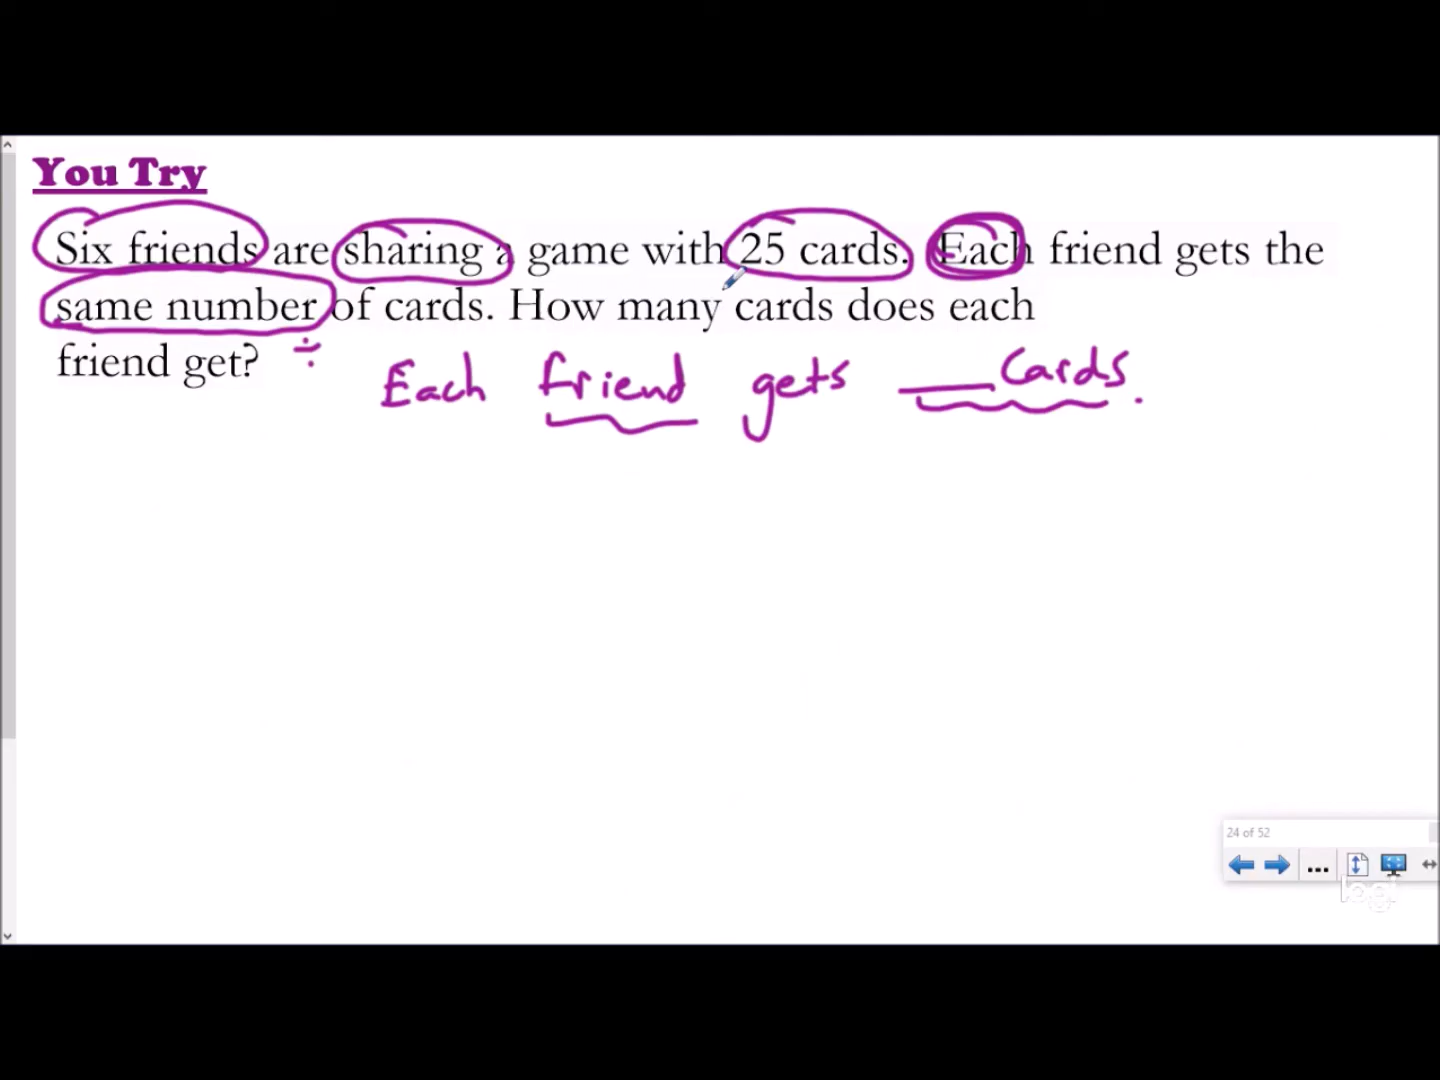 You Try
Six friends are sharing a game with 25 cards. Each friend gets the
same number of cards. How many cards does each
friend get? ÷
Each friend gets ___ cards.
24 of 52
...
logi